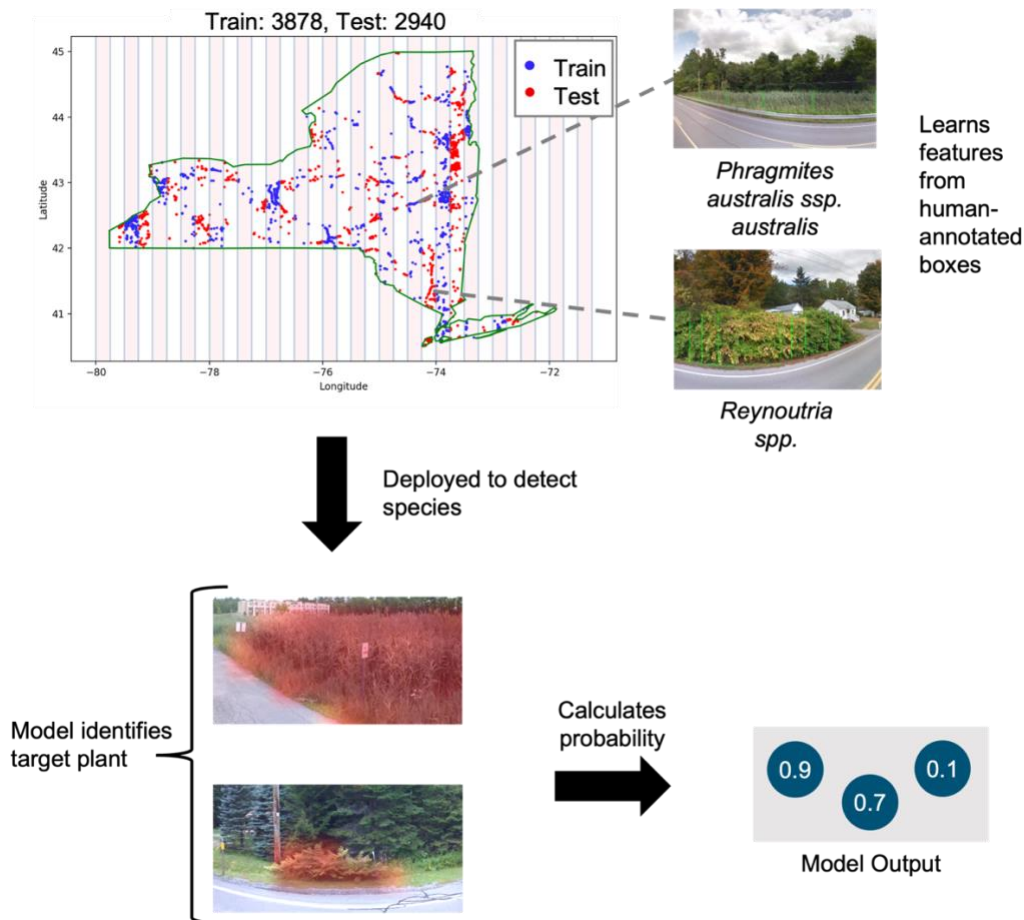 Train: 3878, Test: 2940
45
44
43
42
41
Latitude
−80
−78
−76
−74
−72
Longitude
Train
Test
Phragmites
australis ssp.
australis
Reynoutria
spp.
Learns
features
from
human-
annotated
boxes
Deployed to detect
species
Model identifies
target plant
Calculates
probability
0.9
0.7
0.1
Model Output